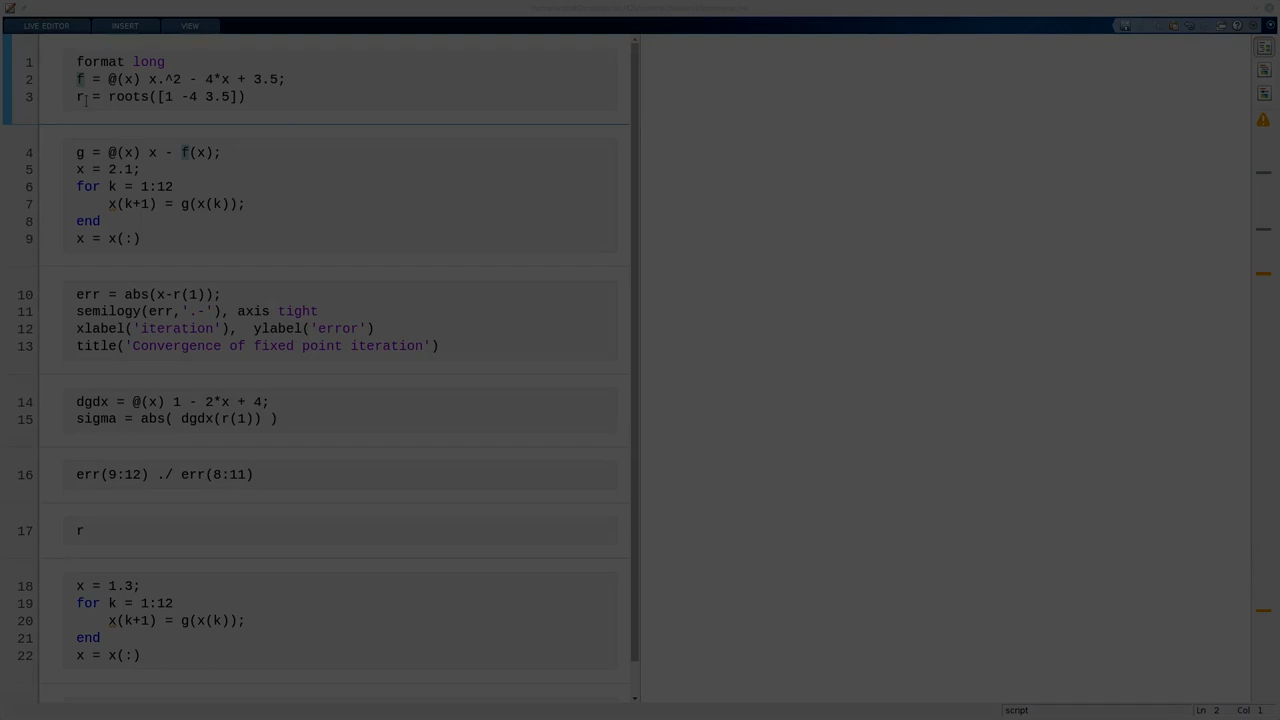 LIVE EDITOR INSERT VIEW
1 format long
2 f = @(x) x.^2 - 4*x + 3.5;
3 r = roots([1 -4 3.5])
4 g = @(x) x - f(x);
5 x = 2.1;
6 for k = 1:12
7 x(k+1) = g(x(k));
8 end
9 x = x(:)
10 err = abs(x-r(1));
11 semilogy(err,'.-'), axis tight
12 xlabel('iteration'), ylabel('error')
13 title('Convergence of fixed point iteration')
14 dgdx = @(x) 1 - 2*x + 4;
15 sigma = abs( dgdx(r(1)) )
16 err(9:12) ./ err(8:11)
17 r
18 x = 1.3;
19 for k = 1:12
20 x(k+1) = g(x(k));
21 end
22 x = x(:)
script Ln 2 Col 1